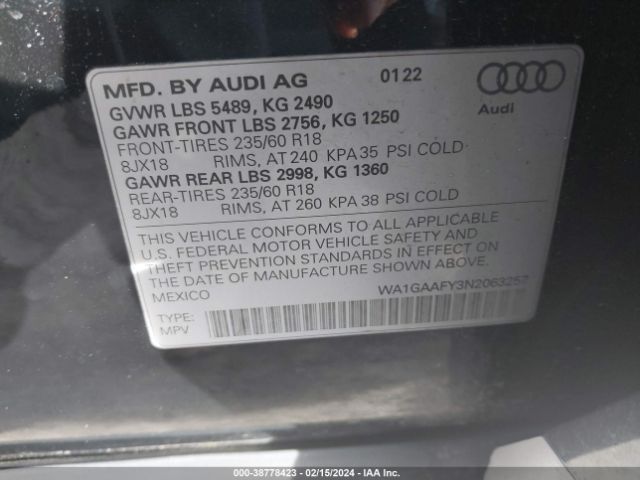 MFD. BY AUDI AG 0122
GVWR LBS 5489, KG 2490
GAWR FRONT LBS 2756, KG 1250
FRONT-TIRES 235/60 R18
8JX18 RIMS, AT 240 KPA 35 PSI COLD
GAWR REAR LBS 2998, KG 1360
REAR-TIRES 235/60 R18
8JX18 RIMS, AT 260 KPA 38 PSI COLD
Audi
THIS VEHICLE CONFORMS TO ALL APPLICABLE
U.S. FEDERAL MOTOR VEHICLE SAFETY AND
THEFT PREVENTION STANDARDS IN EFFECT ON
THE DATE OF MANUFACTURE SHOWN ABOVE.
MEXICO
WA1GAAFY3N2063257
TYPE:
MPV
000-38778423 - 02/15/2024 - IAA Inc.